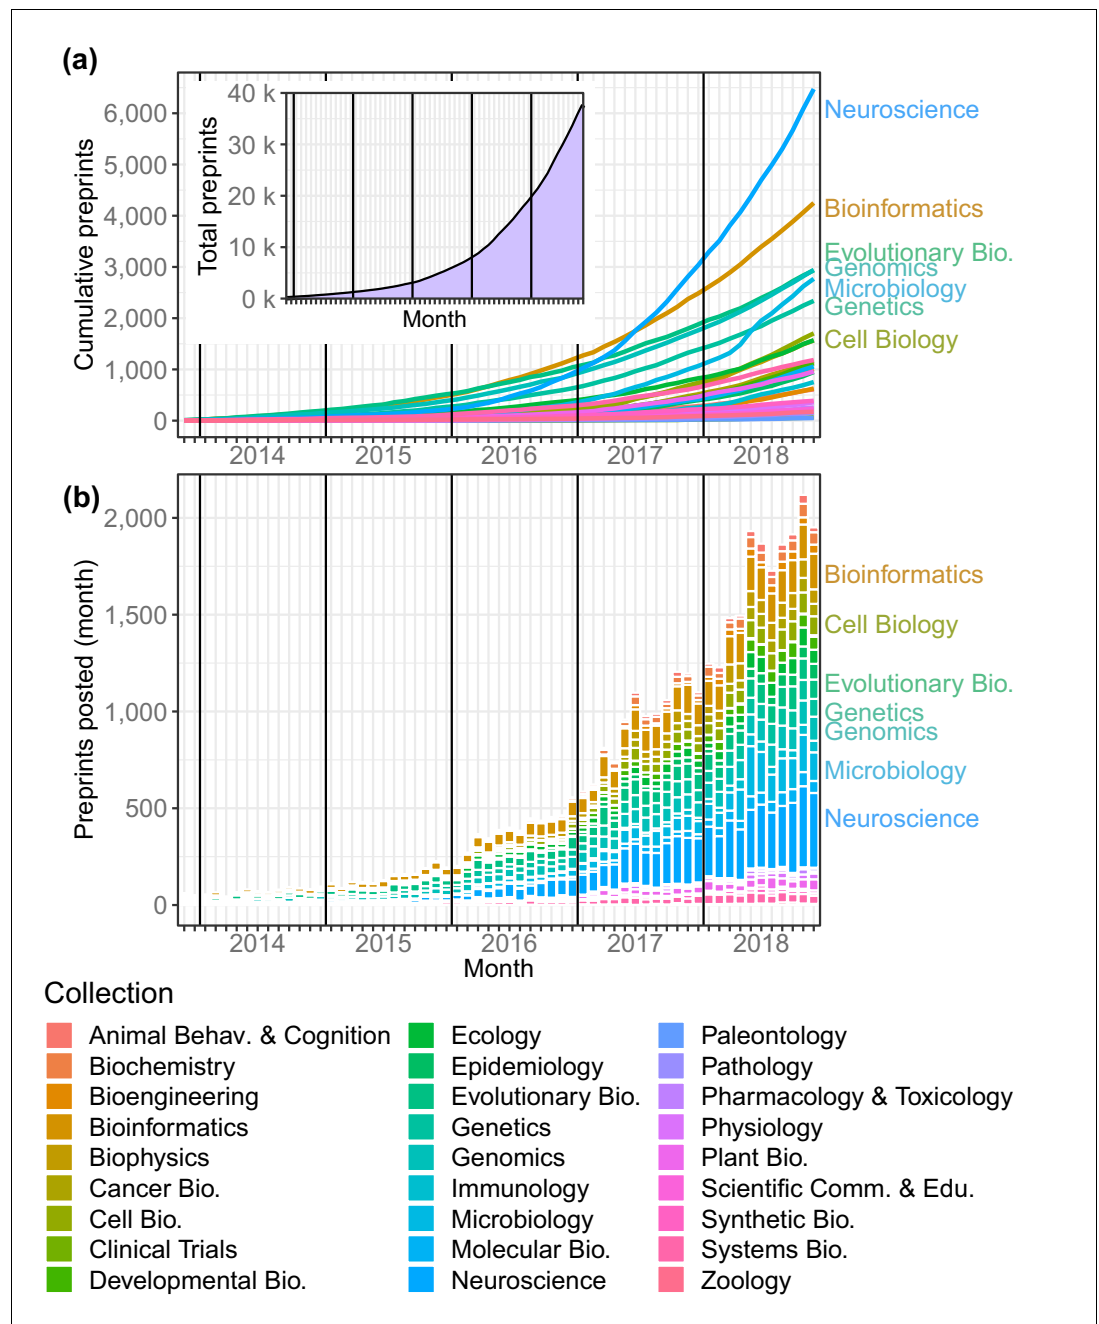 (a)
Cumulative preprints
6,000
5,000
4,000
3,000
2,000
1,000
0
Total preprints
40 k
30 k
20 k
10 k
0 k
Month
Neuroscience
Bioinformatics
Evolutionary Bio.
Genomics
Microbiology
Genetics
Cell Biology
2014 2015 2016 2017 2018
(b)
Preprints posted (month)
2,000
1,500
1,000
500
0
Bioinformatics
Cell Biology
Evolutionary Bio.
Genetics
Genomics
Microbiology
Neuroscience
2014 2015 2016 2017 2018
Month
Collection
Animal Behav. & Cognition
Biochemistry
Bioengineering
Bioinformatics
Biophysics
Cancer Bio.
Cell Bio.
Clinical Trials
Developmental Bio.
Ecology
Epidemiology
Evolutionary Bio.
Genetics
Genomics
Immunology
Microbiology
Molecular Bio.
Neuroscience
Paleontology
Pathology
Pharmacology & Toxicology
Physiology
Plant Bio.
Scientific Comm. & Edu.
Synthetic Bio.
Systems Bio.
Zoology